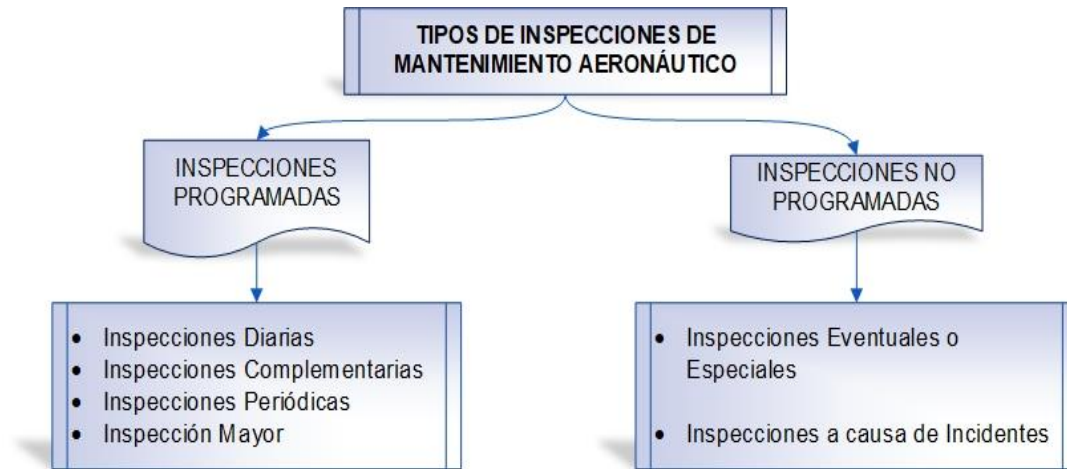 TIPOS DE INSPECCIONES DE
MANTENIMIENTO AERONÁUTICO
INSPECCIONES
PROGRAMADAS
INSPECCIONES NO
PROGRAMADAS
• Inspecciones Diarias
• Inspecciones Complementarias
• Inspecciones Periódicas
• Inspección Mayor
• Inspecciones Eventuales o
Especiales
• Inspecciones a causa de Incidentes